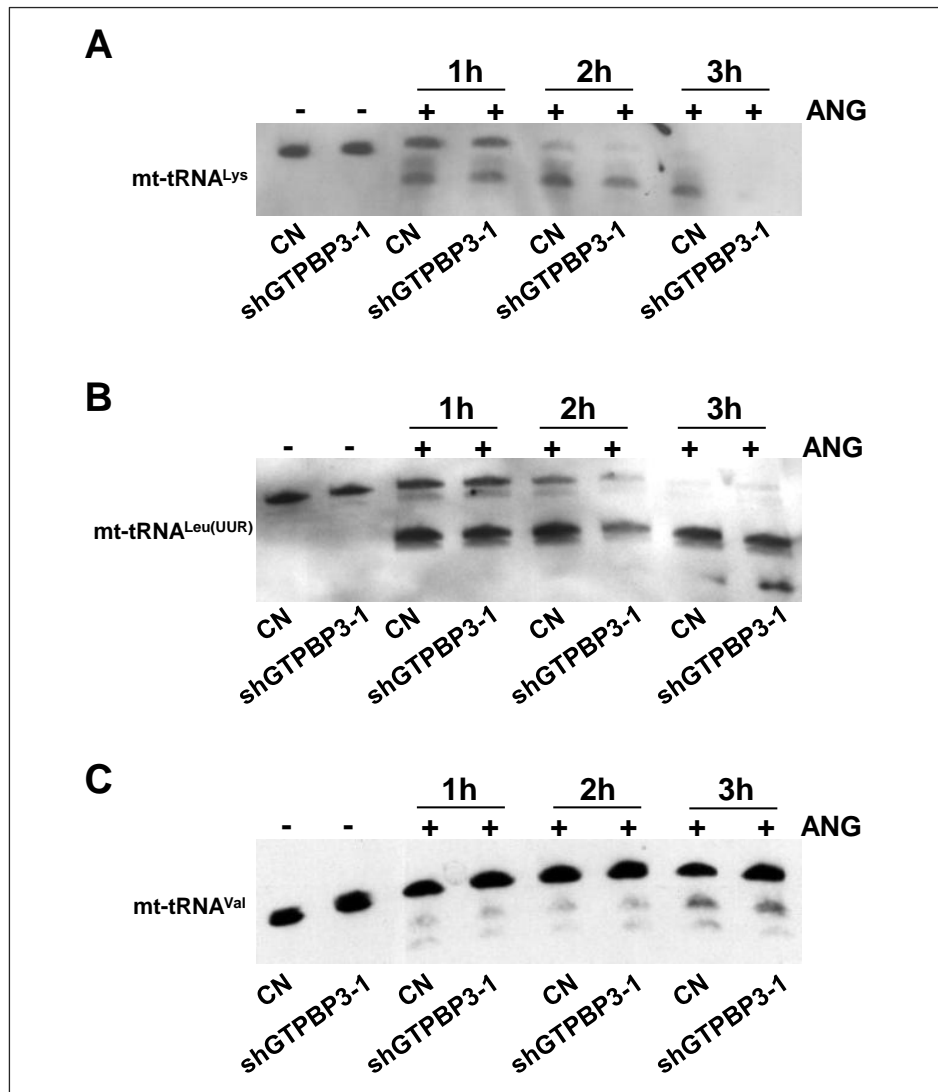 A
1h 2h 3h
- - + + + + + + ANG
mt-tRNALys
CN shGTPBP3-1 CN shGTPBP3-1 CN shGTPBP3-1 CN shGTPBP3-1
B
1h 2h 3h
- - + + + + + + ANG
mt-tRNALeu(UUR)
CN shGTPBP3-1 CN shGTPBP3-1 CN shGTPBP3-1 CN shGTPBP3-1
C
1h 2h 3h
- - + + + + + + ANG
mt-tRNAVal
CN shGTPBP3-1 CN shGTPBP3-1 CN shGTPBP3-1 CN shGTPBP3-1